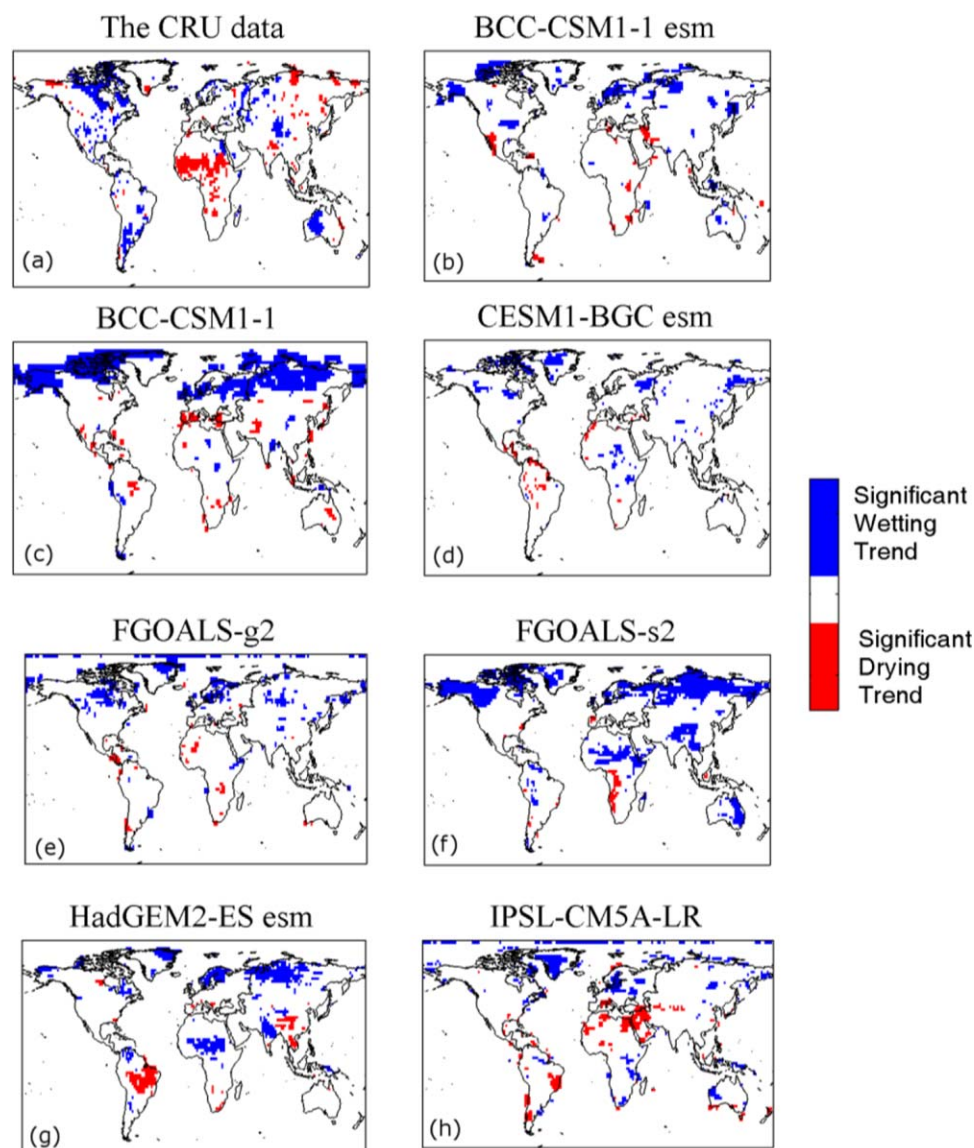 The CRU data
BCC-CSM1-1 esm
(a)
(b)
BCC-CSM1-1
CESM1-BGC esm
(c)
(d)
Significant
Wetting
Trend
Significant
Drying
Trend
FGOALS-g2
FGOALS-s2
(e)
(f)
HadGEM2-ES esm
IPSL-CM5A-LR
(g)
(h)